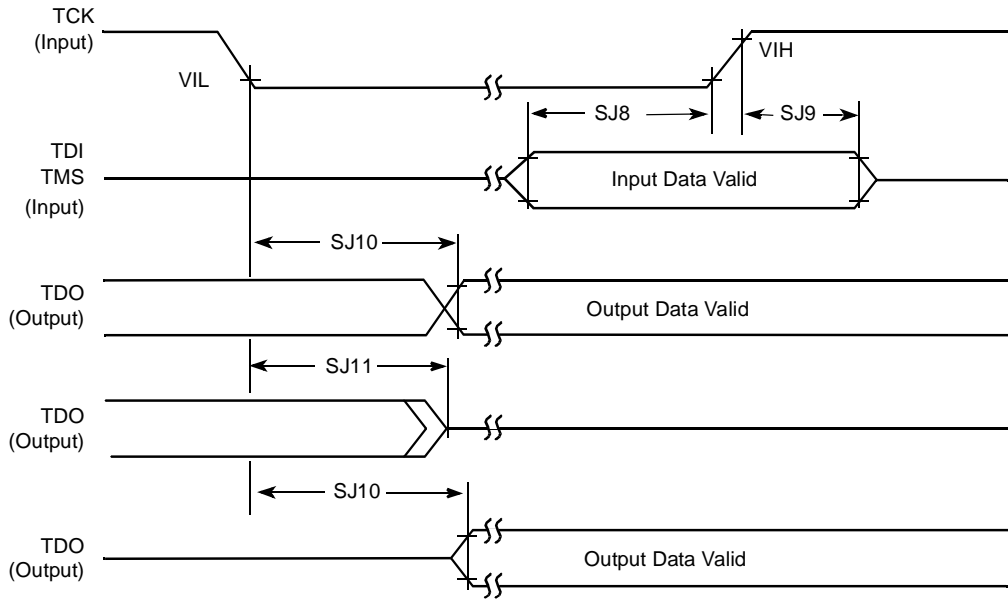 TCK
(Input)
VIL
VIH
SJ8
SJ9
TDI
TMS
(Input)
Input Data Valid
SJ10
TDO
(Output)
Output Data Valid
SJ11
TDO
(Output)
SJ10
TDO
(Output)
Output Data Valid